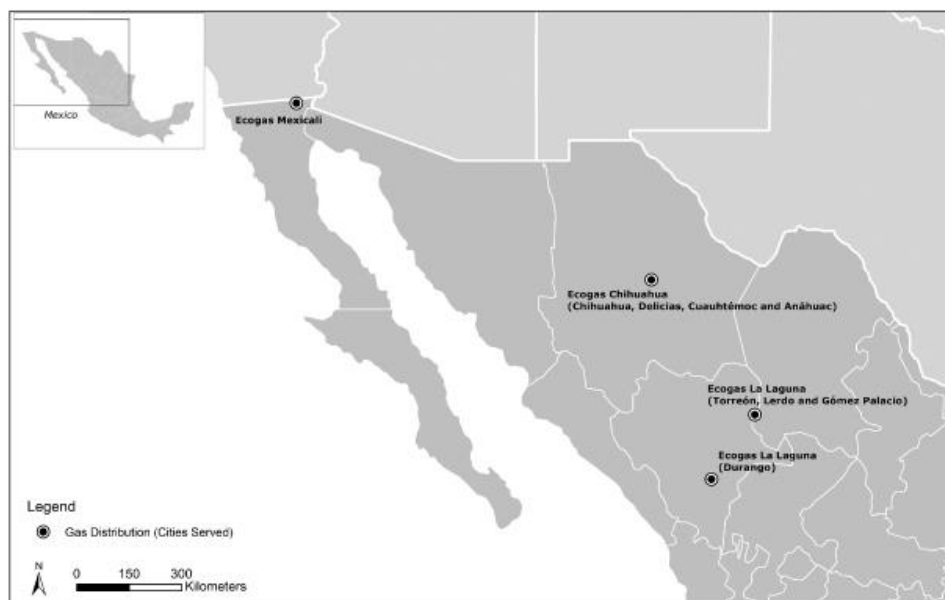 Mexico
Ecogas Mexicali
Ecogas Chihuahua
(Chihuahua, Delicias, Cuauhtémoc and Anáhuac)
Ecogas La Laguna
(Torreón, Lerdo and Gómez Palacio)
Ecogas La Laguna
(Durango)
Legend
Gas Distribution (Cities Served)
N
0 150 300
Kilometers